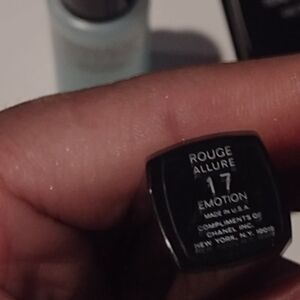 ROUGE
ALLURE
17
EMOTION
MADE IN U.S.A.
COMPLIMENTS OF
CHANEL INC.
NEW YORK, N.Y. 10019